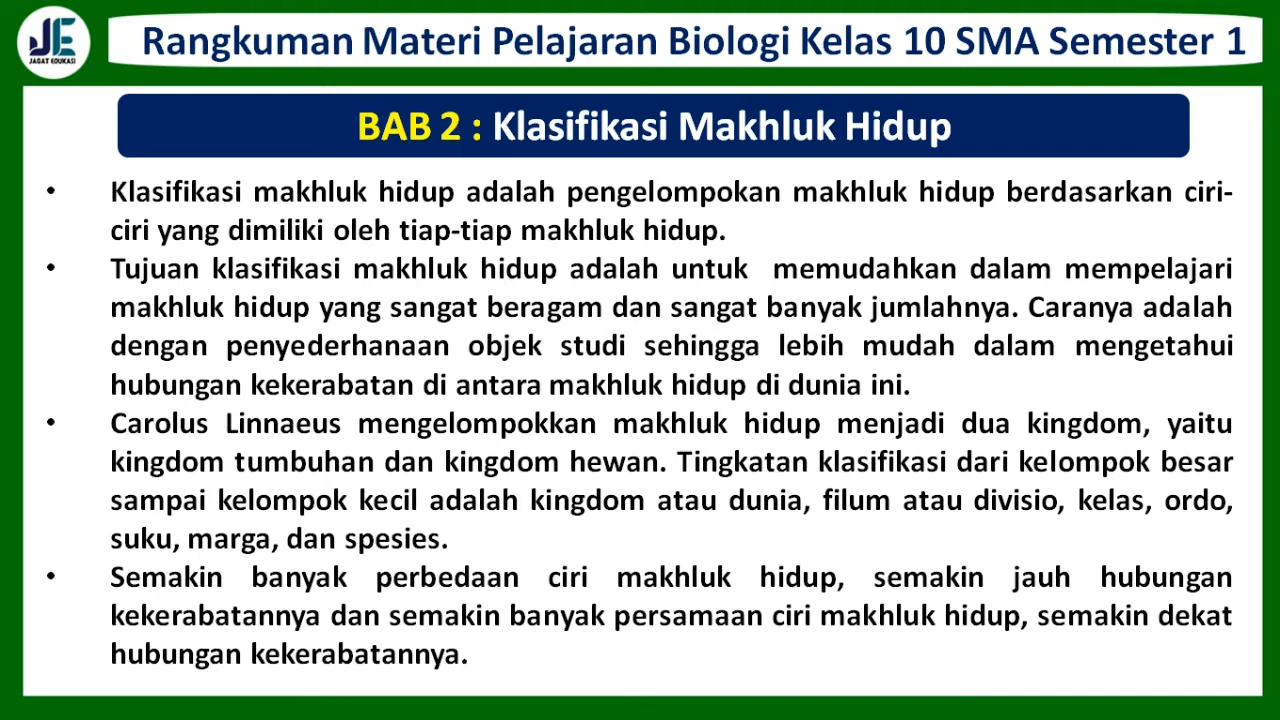 JE
JAGAT EDUKASI
Rangkuman Materi Pelajaran Biologi Kelas 10 SMA Semester 1
BAB 2 : Klasifikasi Makhluk Hidup
• Klasifikasi makhluk hidup adalah pengelompokan makhluk hidup berdasarkan ciri-
ciri yang dimiliki oleh tiap-tiap makhluk hidup.
• Tujuan klasifikasi makhluk hidup adalah untuk memudahkan dalam mempelajari
makhluk hidup yang sangat beragam dan sangat banyak jumlahnya. Caranya adalah
dengan penyederhanaan objek studi sehingga lebih mudah dalam mengetahui
hubungan kekerabatan di antara makhluk hidup di dunia ini.
• Carolus Linnaeus mengelompokkan makhluk hidup menjadi dua kingdom, yaitu
kingdom tumbuhan dan kingdom hewan. Tingkatan klasifikasi dari kelompok besar
sampai kelompok kecil adalah kingdom atau dunia, filum atau divisio, kelas, ordo,
suku, marga, dan spesies.
• Semakin banyak perbedaan ciri makhluk hidup, semakin jauh hubungan
kekerabatannya dan semakin banyak persamaan ciri makhluk hidup, semakin dekat
hubungan kekerabatannya.